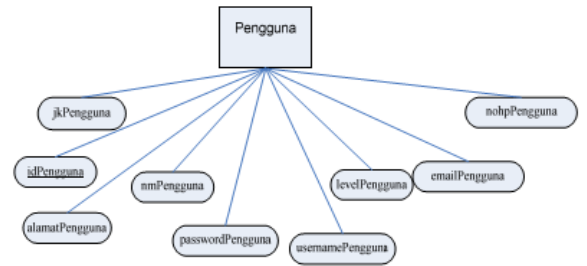 Pengguna
jkPengguna
nohpPengguna
idPengguna
nmPengguna
levelPengguna
emailPengguna
alamatPengguna
passwordPengguna
usernamePengguna